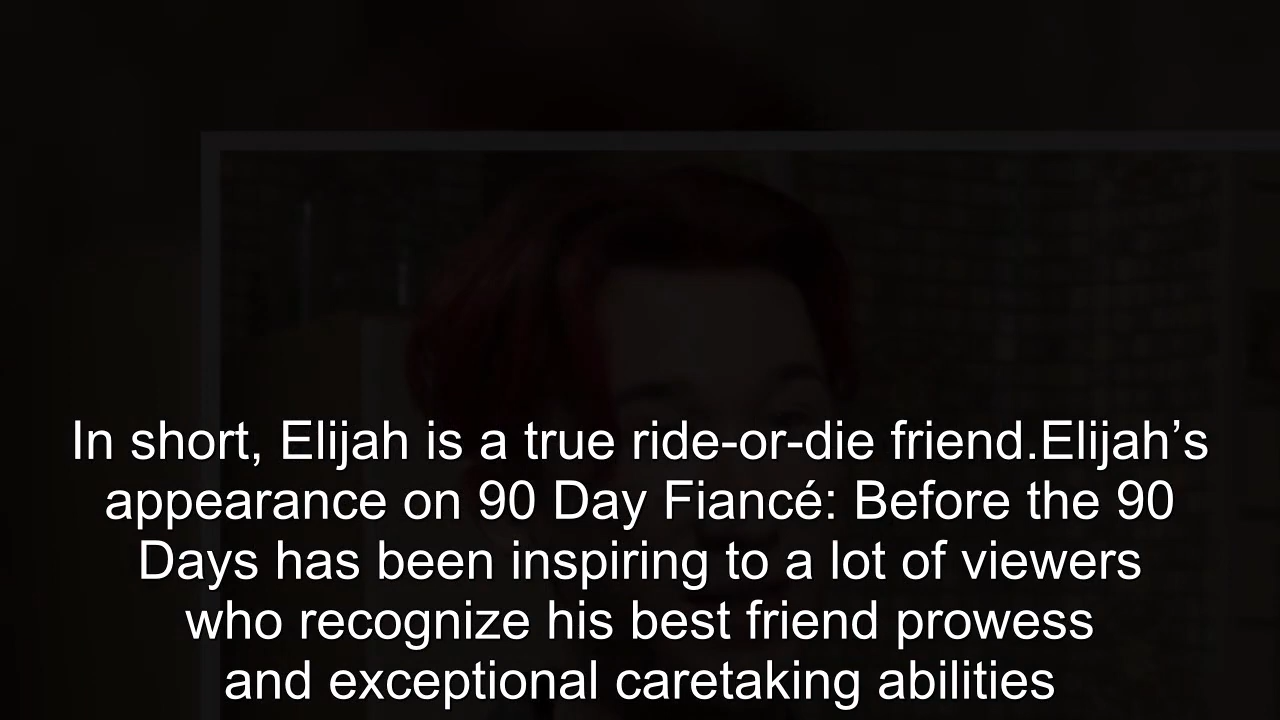 In short, Elijah is a true ride-or-die friend.Elijah’s
appearance on 90 Day Fiancé: Before the 90
Days has been inspiring to a lot of viewers
who recognize his best friend prowess
and exceptional caretaking abilities